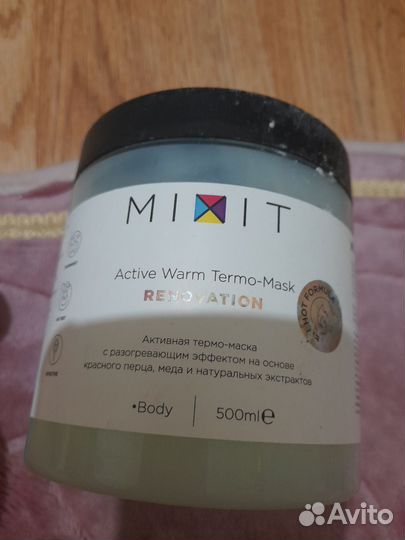 MIXIT
Active Warm Termo-Mask
RENOVATION
HOT FORMULA
Активная термо-маска
с разогревающим эффектом на основе
красного перца, меда и натуральных экстрактов
•Body
500ml℮
Avito